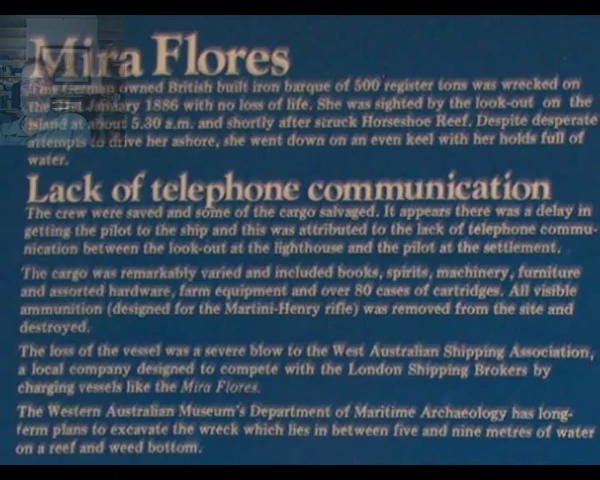 Mira Flores
This German owned British built iron barque of 500 register tons was wrecked on
the 31st January 1886 with no loss of life. She was sighted by the look-out on the
Island at about 5.30 a.m. and shortly after struck Horseshoe Reef. Despite desperate
attempts to drive her ashore, she went down on an even keel with her holds full of
water.
Lack of telephone communication
The crew were saved and some of the cargo salvaged. It appears there was a delay in
getting the pilot to the ship and this was attributed to the lack of telephone commu-
nication between the look-out at the lighthouse and the pilot at the settlement.
The cargo was remarkably varied and included books, spirits, machinery, furniture
and assorted hardware, farm equipment and over 80 cases of cartridges. All visible
ammunition (designed for the Martini-Henry rifle) was removed from the site and
destroyed.
The loss of the vessel was a severe blow to the West Australian Shipping Association,
a local company designed to compete with the London Shipping Brokers by
charging vessels like the Mira Flores.
The Western Australian Museum's Department of Maritime Archaeology has long-
term plans to excavate the wreck which lies in between five and nine metres of water
on a reef and weed bottom.